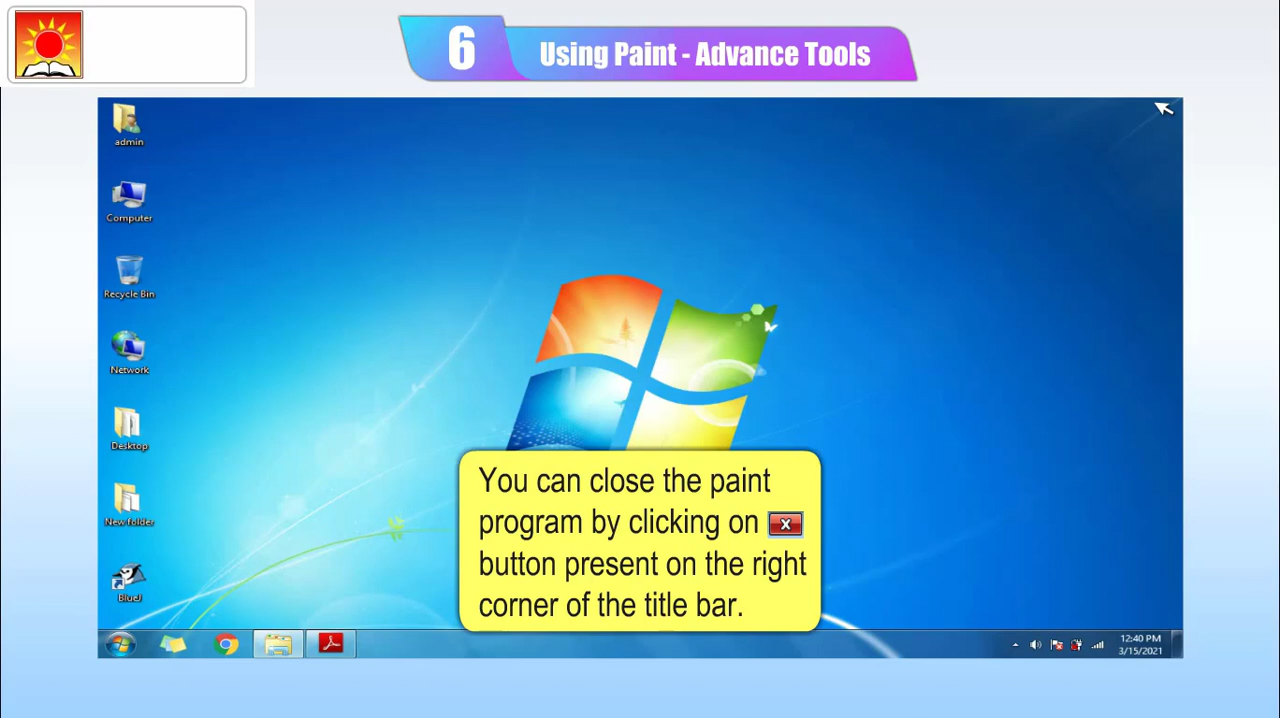 6
Using Paint - Advance Tools
admin
Computer
Recycle Bin
Network
Desktop
New folder
BlueJ
You can close the paint
program by clicking on x
button present on the right
corner of the title bar.
12:40 PM
3/15/2021